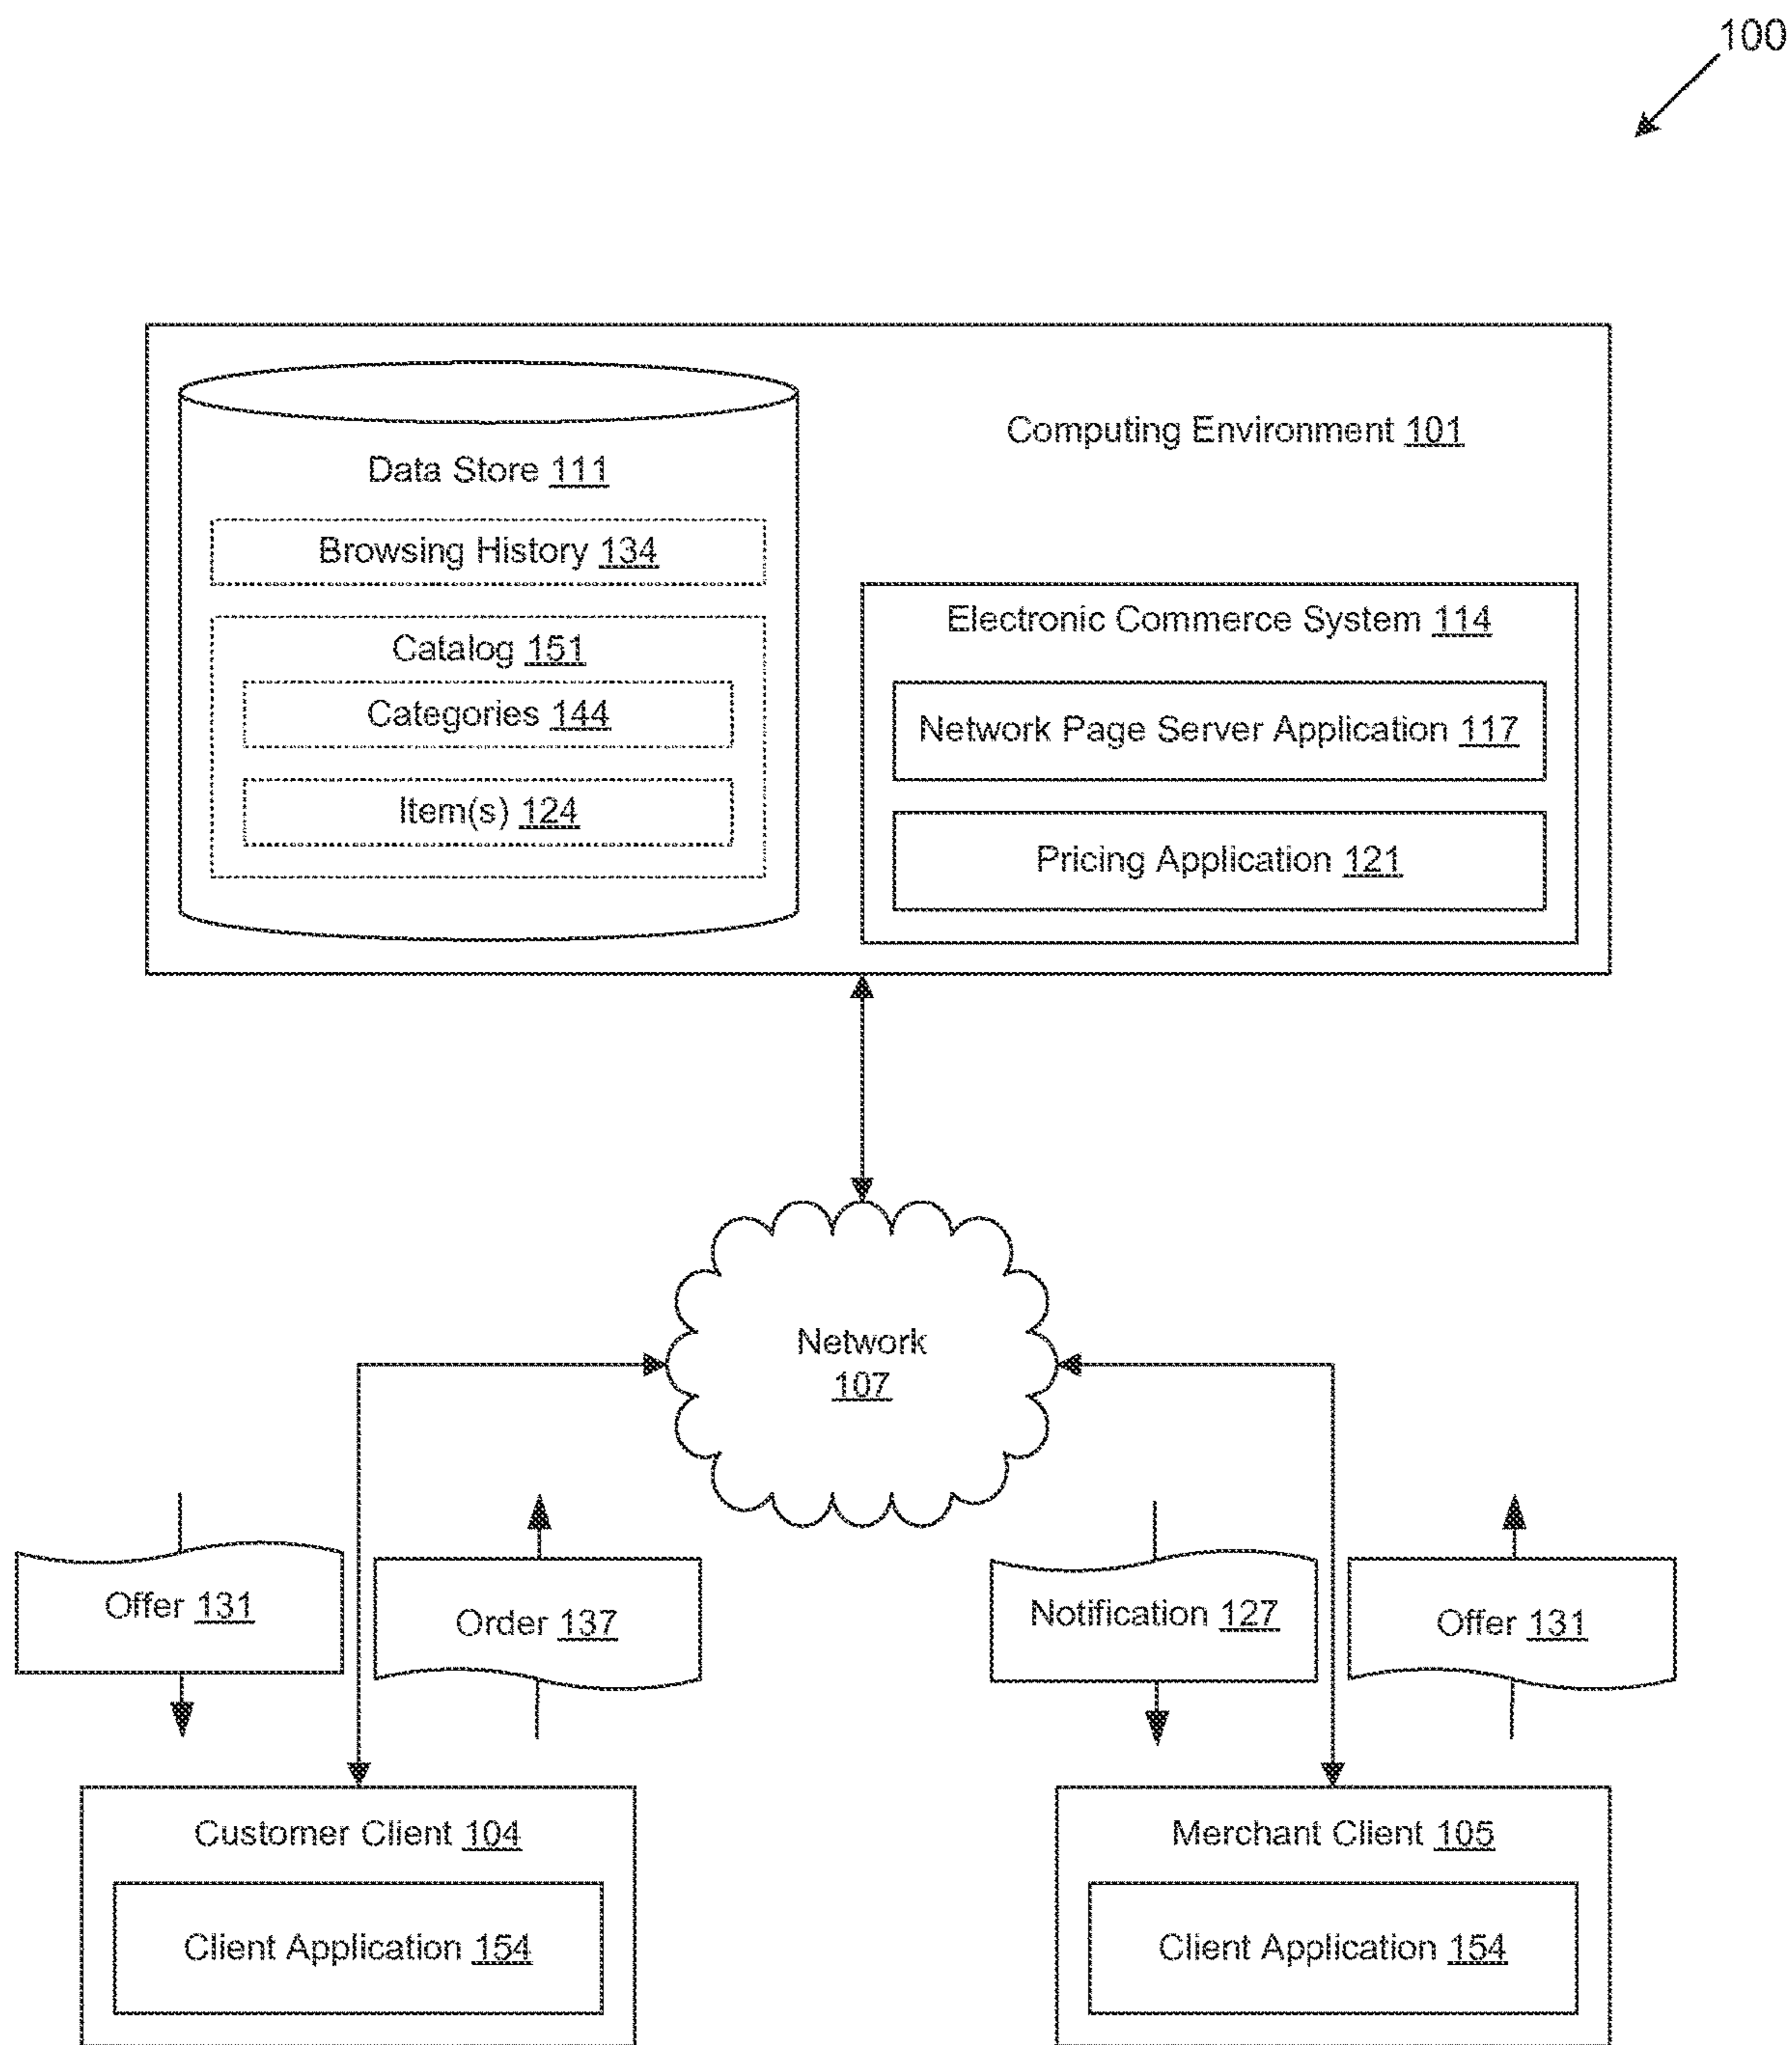 100
Computing Environment 101
Data Store 111
Browsing History 134
Catalog 151
Categories 144
Item(s) 124
Electronic Commerce System 114
Network Page Server Application 117
Pricing Application 121
Network
107
Offer 131
Order 137
Notification 127
Offer 131
Customer Client 104
Client Application 154
Merchant Client 105
Client Application 154